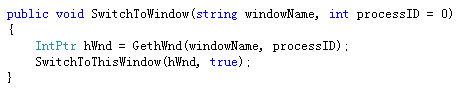 public void SwitchToWindow(string windowName, int processID = 0)
{
    IntPtr hWnd = GethWnd(windowName, processID);
    SwitchToThisWindow(hWnd, true);
}